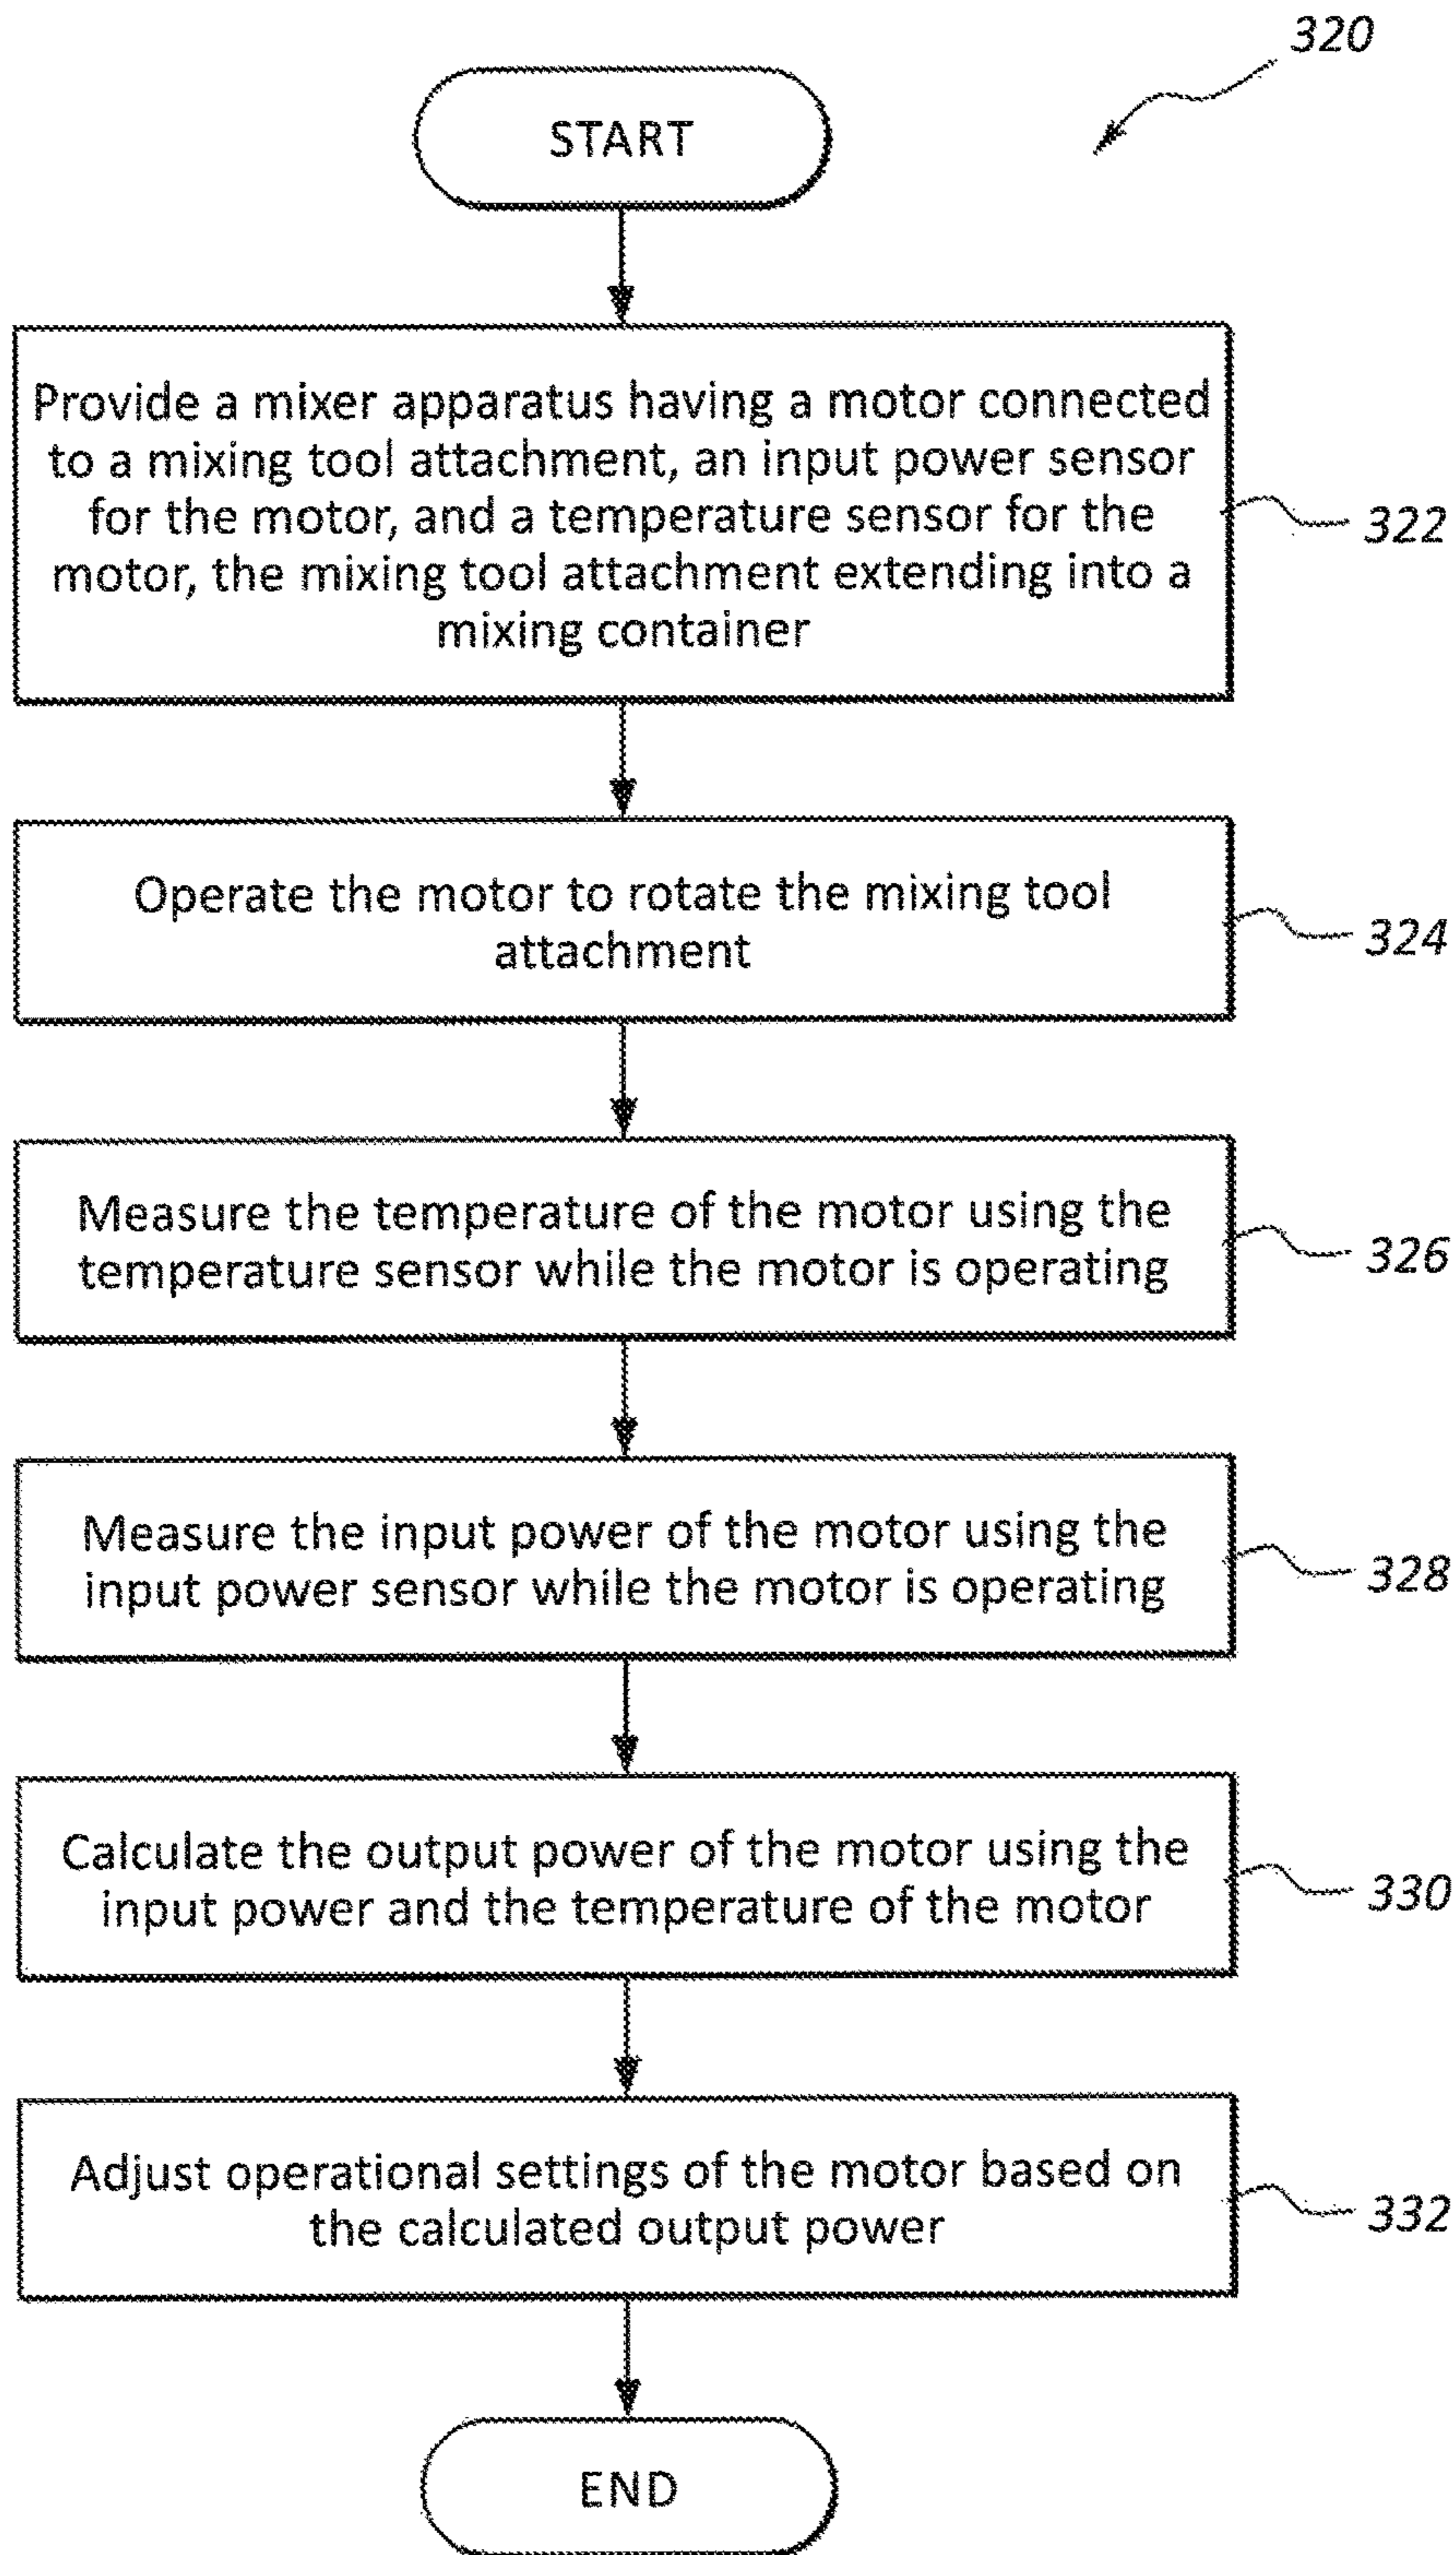 320
START
Provide a mixer apparatus having a motor connected
to a mixing tool attachment, an input power sensor
for the motor, and a temperature sensor for the
motor, the mixing tool attachment extending into a
mixing container
322
Operate the motor to rotate the mixing tool
attachment
324
Measure the temperature of the motor using the
temperature sensor while the motor is operating
326
Measure the input power of the motor using the
input power sensor while the motor is operating
328
Calculate the output power of the motor using the
input power and the temperature of the motor
330
Adjust operational settings of the motor based on
the calculated output power
332
END